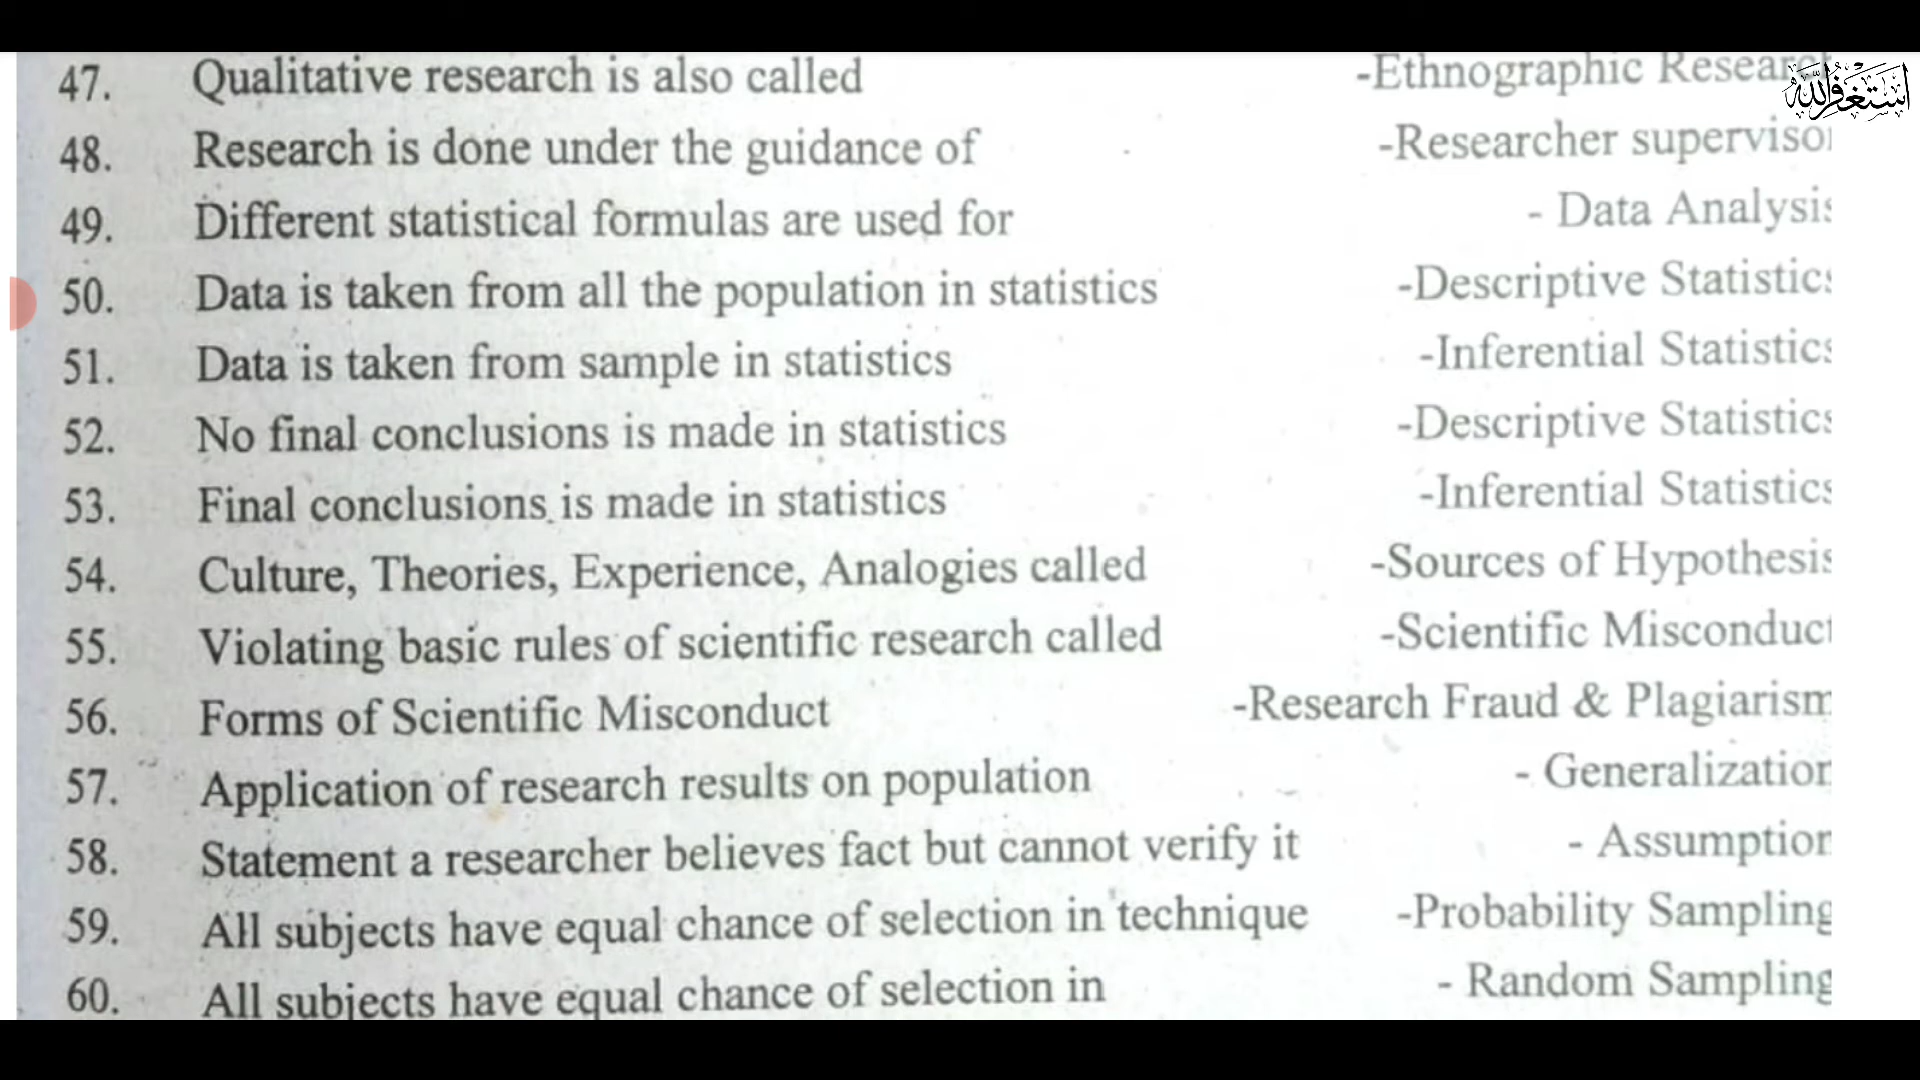 47. Qualitative research is also called -Ethnographic Research
أستغفر الله
48. Research is done under the guidance of -Researcher supervisor
49. Different statistical formulas are used for - Data Analysis
50. Data is taken from all the population in statistics -Descriptive Statistics
51. Data is taken from sample in statistics -Inferential Statistics
52. No final conclusions is made in statistics -Descriptive Statistics
53. Final conclusions is made in statistics -Inferential Statistics
54. Culture, Theories, Experience, Analogies called -Sources of Hypothesis
55. Violating basic rules of scientific research called -Scientific Misconduct
56. Forms of Scientific Misconduct -Research Fraud & Plagiarism
57. Application of research results on population - Generalization
58. Statement a researcher believes fact but cannot verify it - Assumption
59. All subjects have equal chance of selection in technique -Probability Sampling
60. All subjects have equal chance of selection in - Random Sampling